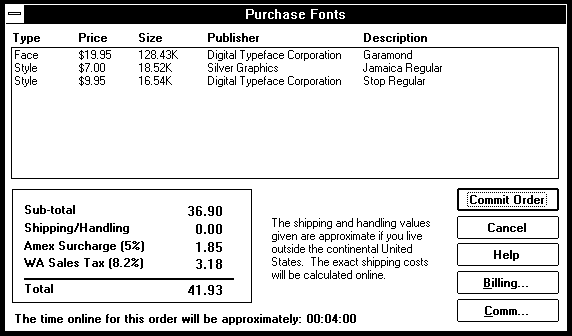 Purchase Fonts
Type Price Size Publisher Description
Face $19.95 128.43K Digital Typeface Corporation Garamond
Style $7.00 18.52K Silver Graphics Jamaica Regular
Style $9.95 16.54K Digital Typeface Corporation Stop Regular
Sub-total 36.90
Shipping/Handling 0.00
Amex Surcharge (5%) 1.85
WA Sales Tax (8.2%) 3.18
Total 41.93
The shipping and handling values
given are approximate if you live
outside the continental United
States. The exact shipping costs
will be calculated online.
Commit Order
Cancel
Help
Billing...
Comm...
The time online for this order will be approximately: 00:04:00